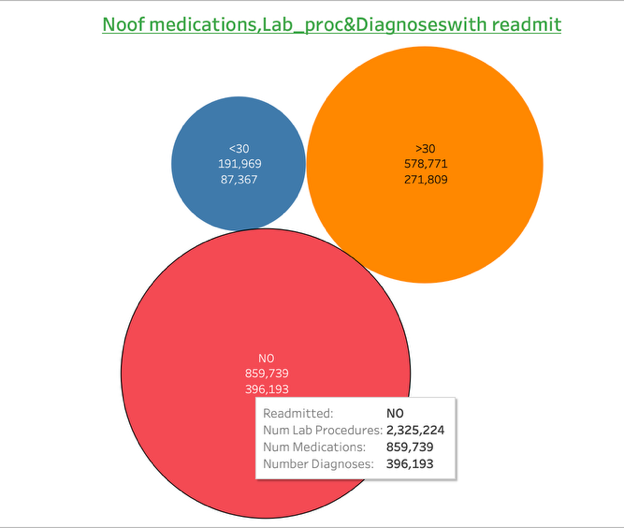 Noof medications,Lab_proc&Diagnoseswith readmit
<30
191,969
87,367
>30
578,771
271,809
NO
859,739
396,193
Readmitted: NO
Num Lab Procedures: 2,325,224
Num Medications: 859,739
Number Diagnoses: 396,193